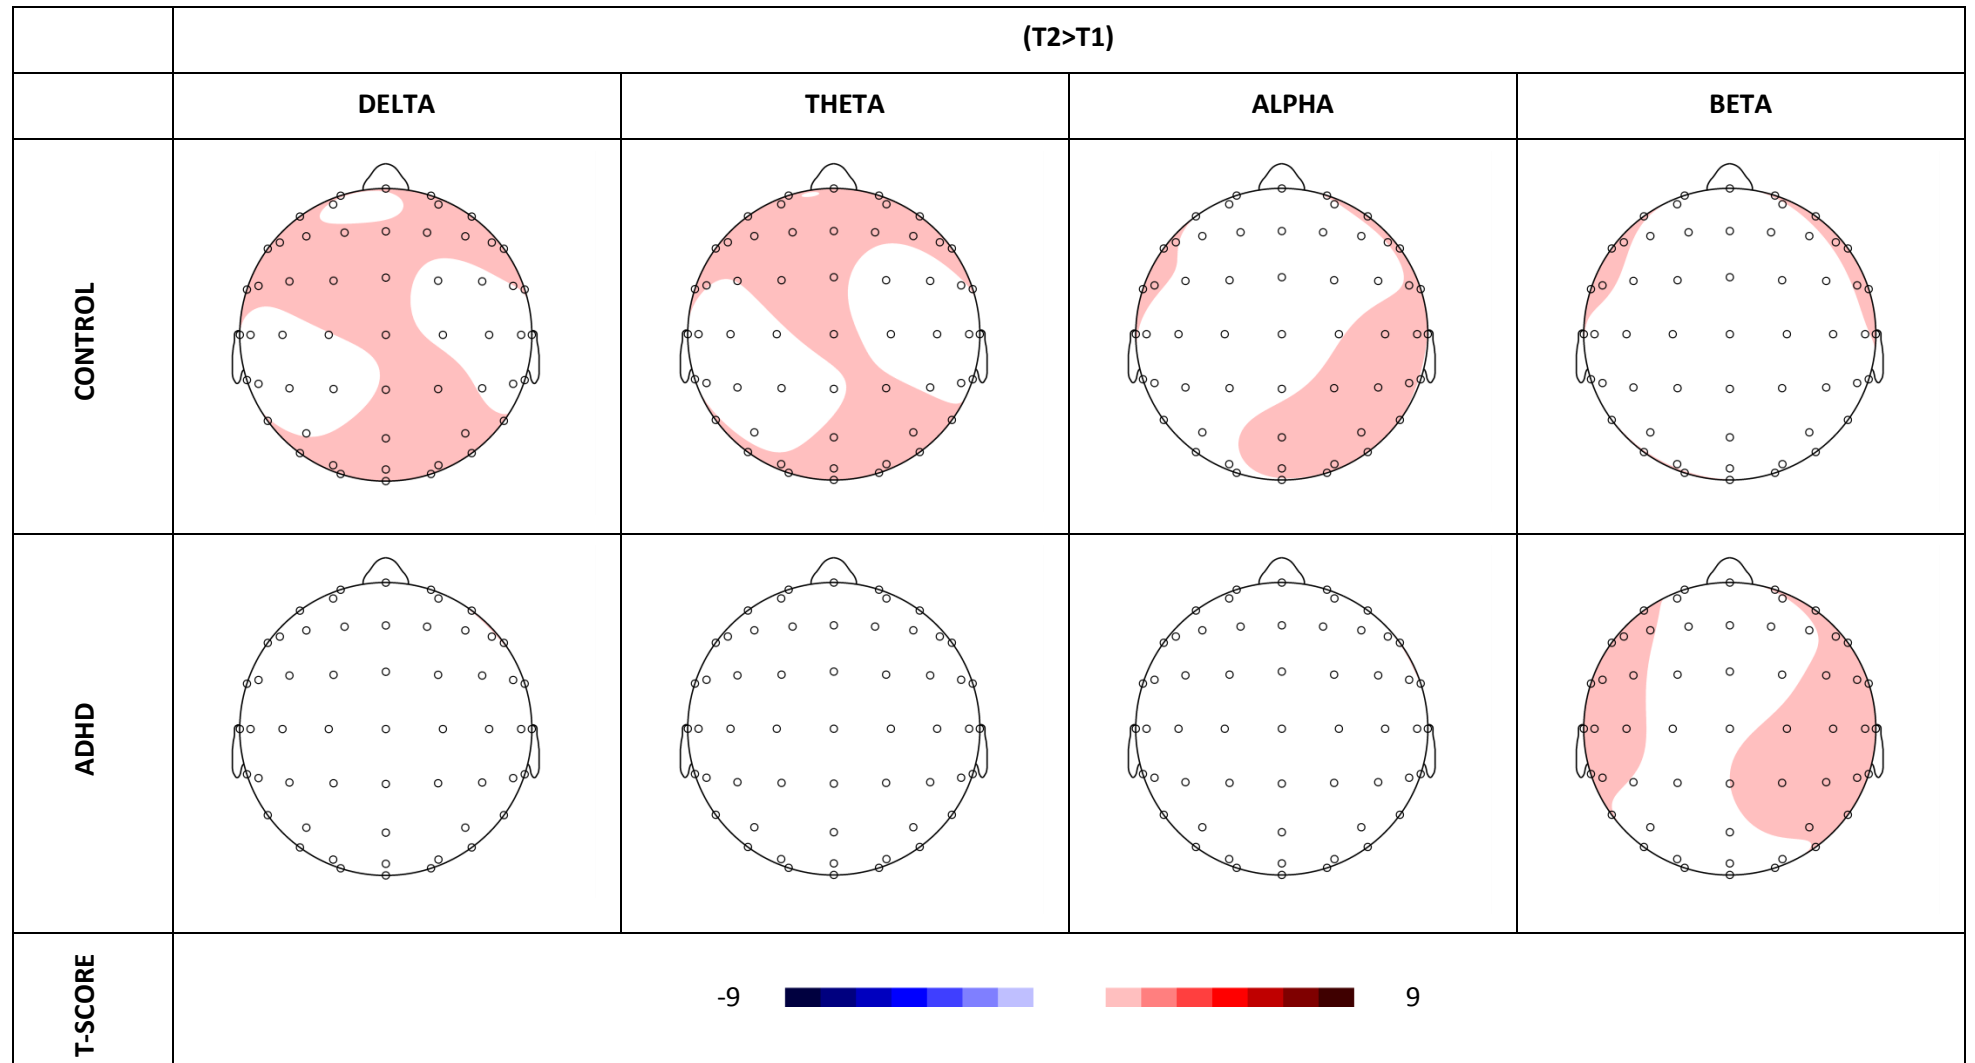 (T2>T1)
DELTA THETA ALPHA BETA
CONTROL
ADHD
T-SCORE
-9 9